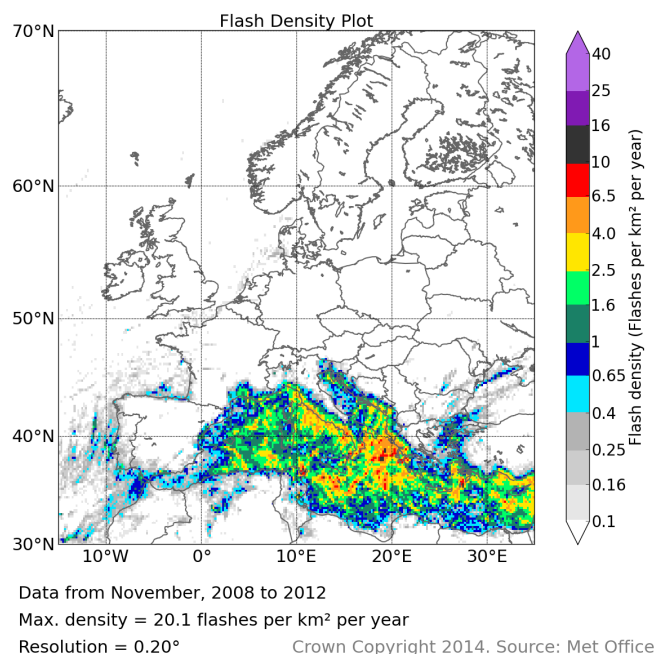 Flash Density Plot
70°N
60°N
50°N
40°N
30°N
10°W
0°
10°E
20°E
30°E
40
25
16
10
6.5
4.0
2.5
1.6
1
0.65
0.4
0.25
0.16
0.1
Flash density (Flashes per km² per year)
Data from November, 2008 to 2012
Max. density = 20.1 flashes per km² per year
Resolution = 0.20°
Crown Copyright 2014. Source: Met Office